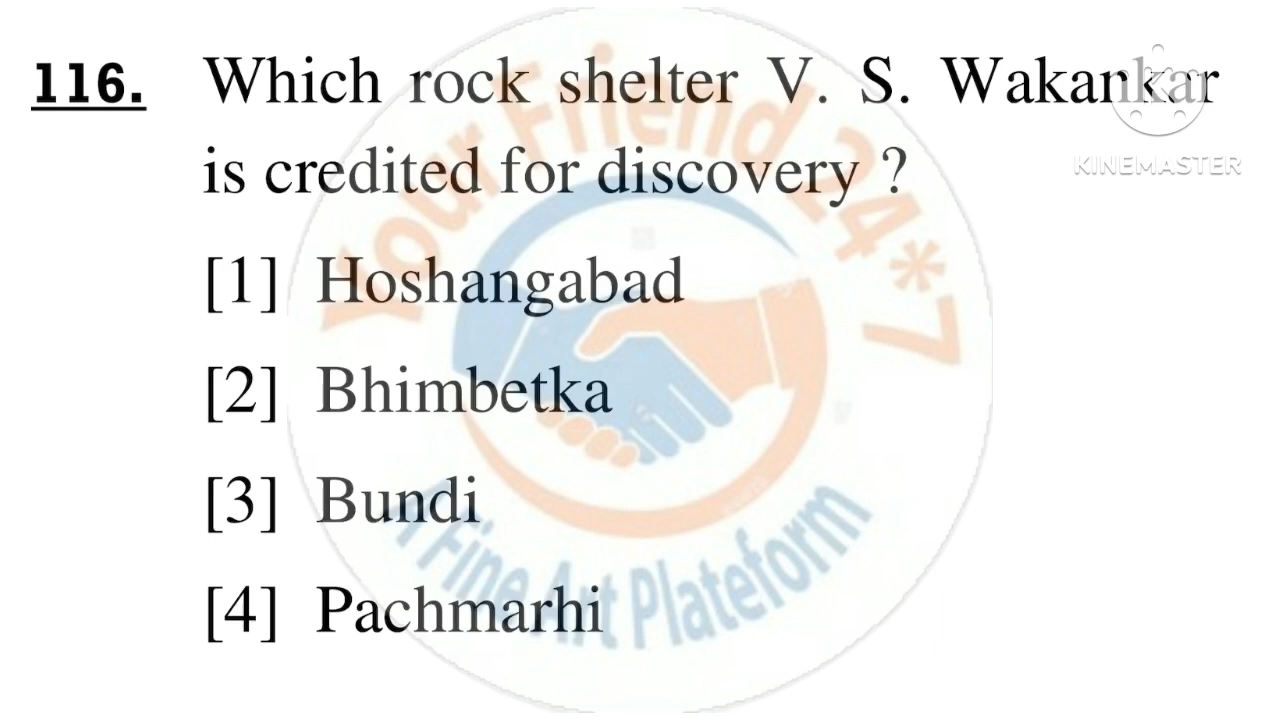 116. Which rock shelter V. S. Wakankar
is credited for discovery ?
[1] Hoshangabad
[2] Bhimbetka
[3] Bundi
[4] Pachmarhi
KINEMASTER
Your Friend 24*7
A Fine Art Plateform